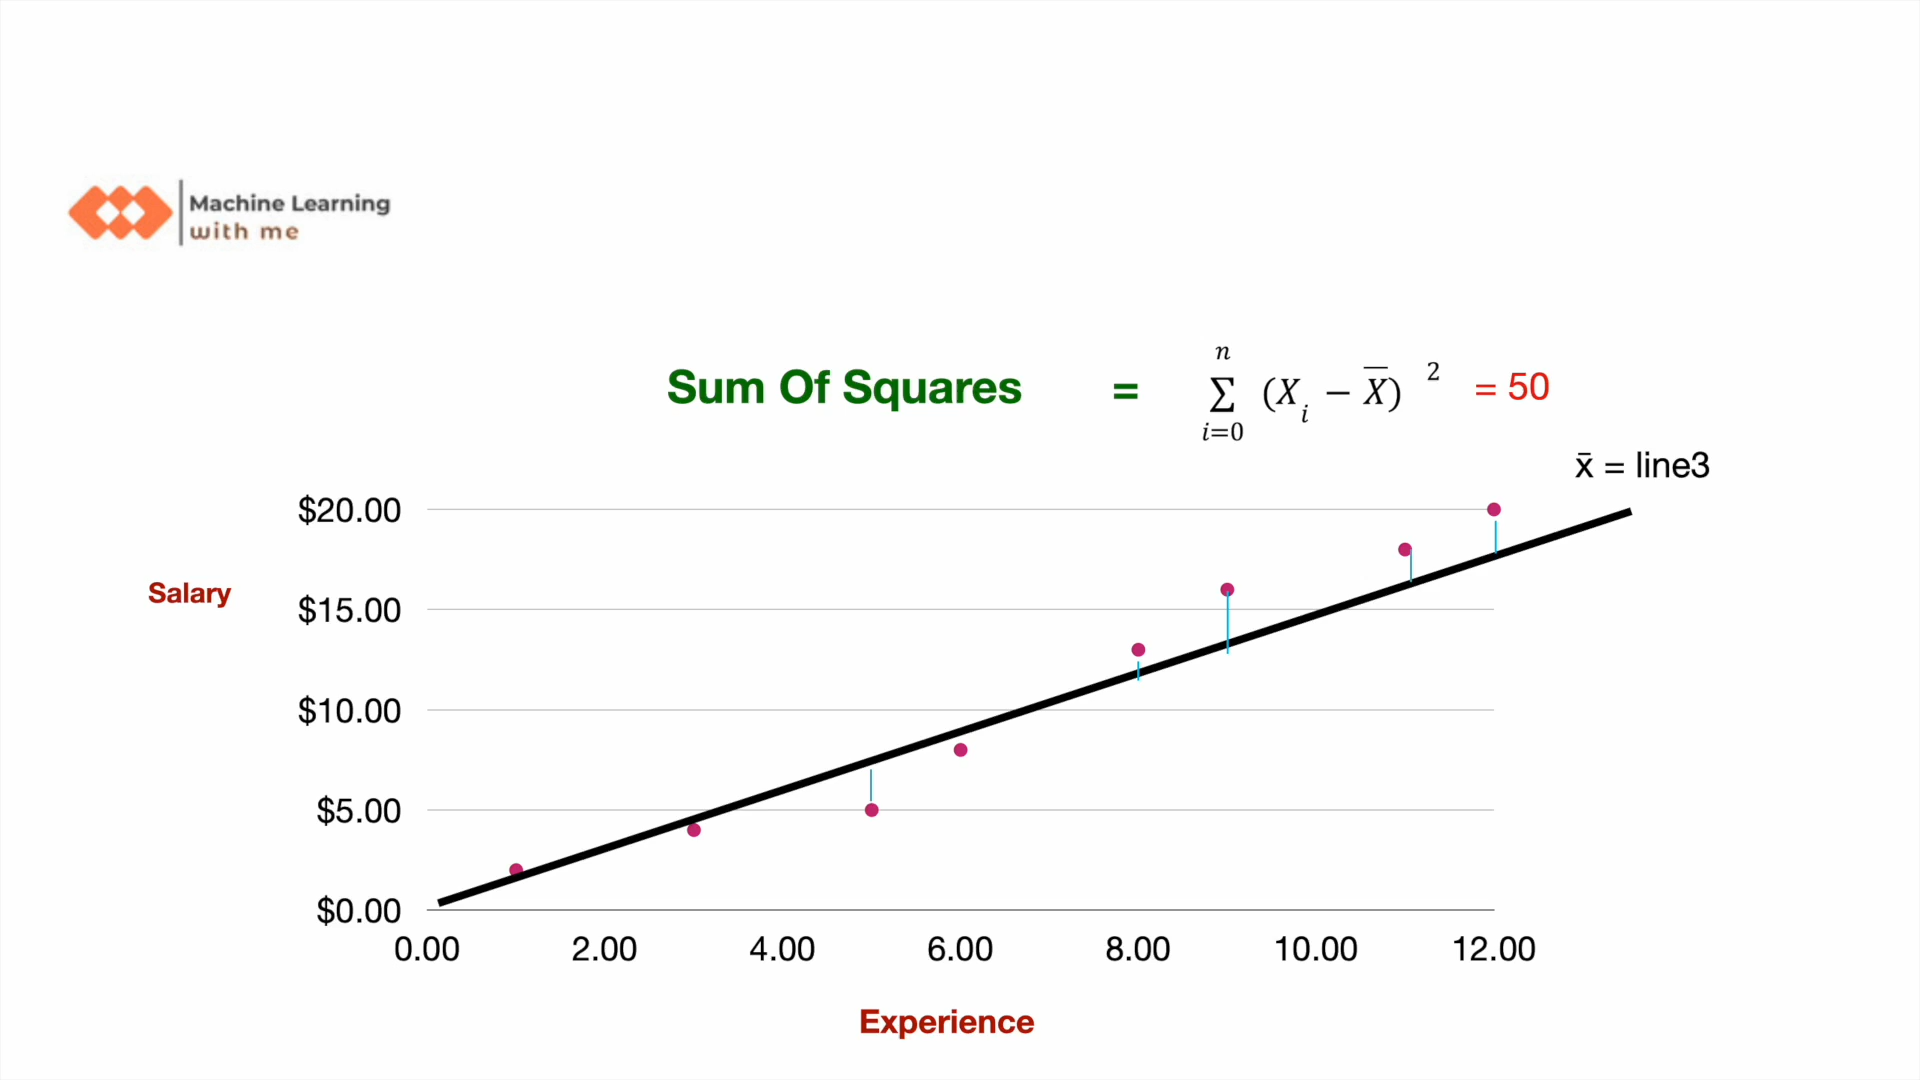 Machine Learning
with me
Sum Of Squares = n ∑ i=0 (X i − X̅) 2 = 50
x̄ = line3
$20.00
Salary
$15.00
$10.00
$5.00
$0.00
0.00 2.00 4.00 6.00 8.00 10.00 12.00
Experience